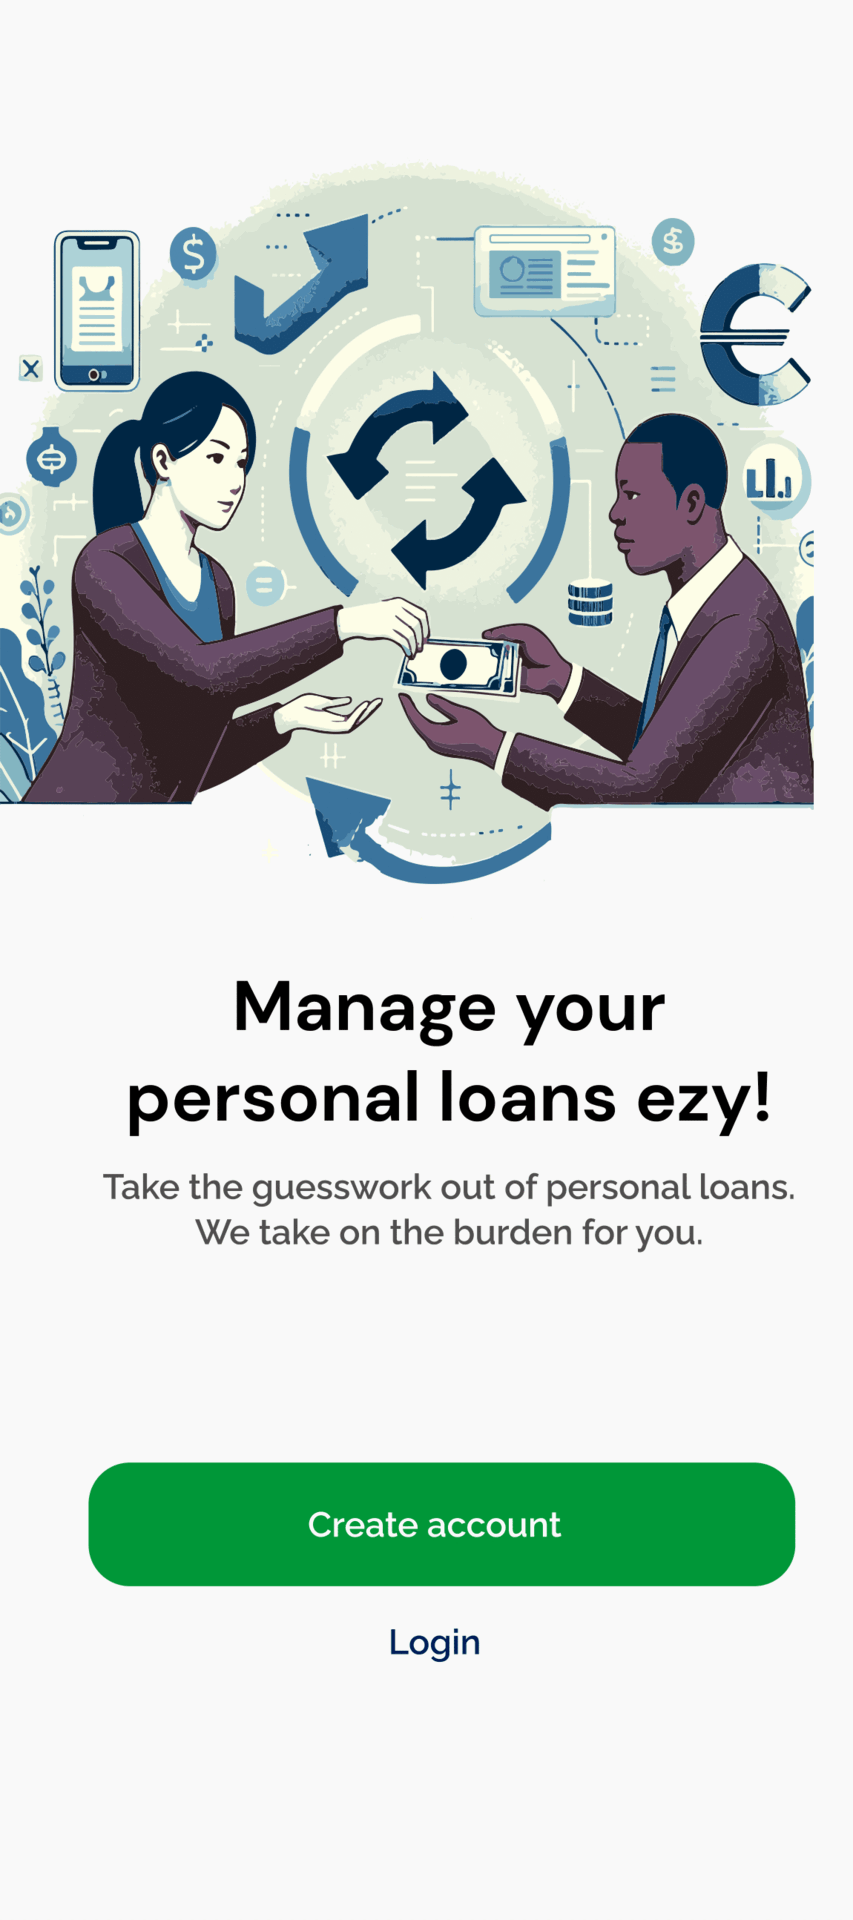 Manage your
personal loans ezy!
Take the guesswork out of personal loans.
We take on the burden for you.
Create account
Login